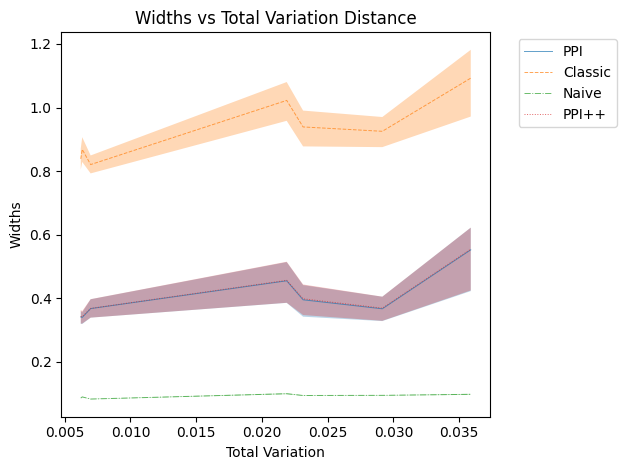 Widths vs Total Variation Distance
PPI
Classic
Naive
PPI++
Widths
1.2
1.0
0.8
0.6
0.4
0.2
0.005
0.010
0.015
0.020
0.025
0.030
0.035
Total Variation